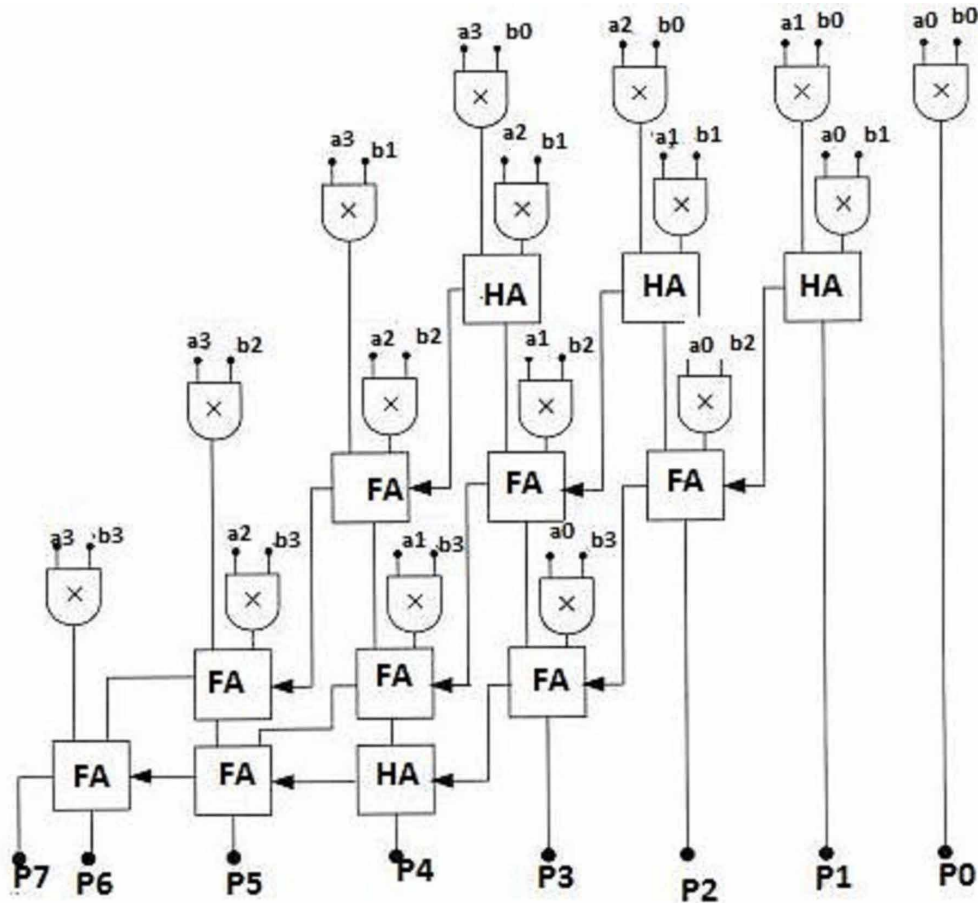 a3 b0 a2 b0 a1 b0 a0 b0
a3 b1 a2 b1 a1 b1 a0 b1
HA HA HA
a3 b2 a2 b2 a1 b2 a0 b2
FA FA FA
a3 b3 a2 b3 a1 b3 a0 b3
FA FA FA
FA FA HA
P7 P6 P5 P4 P3 P2 P1 P0